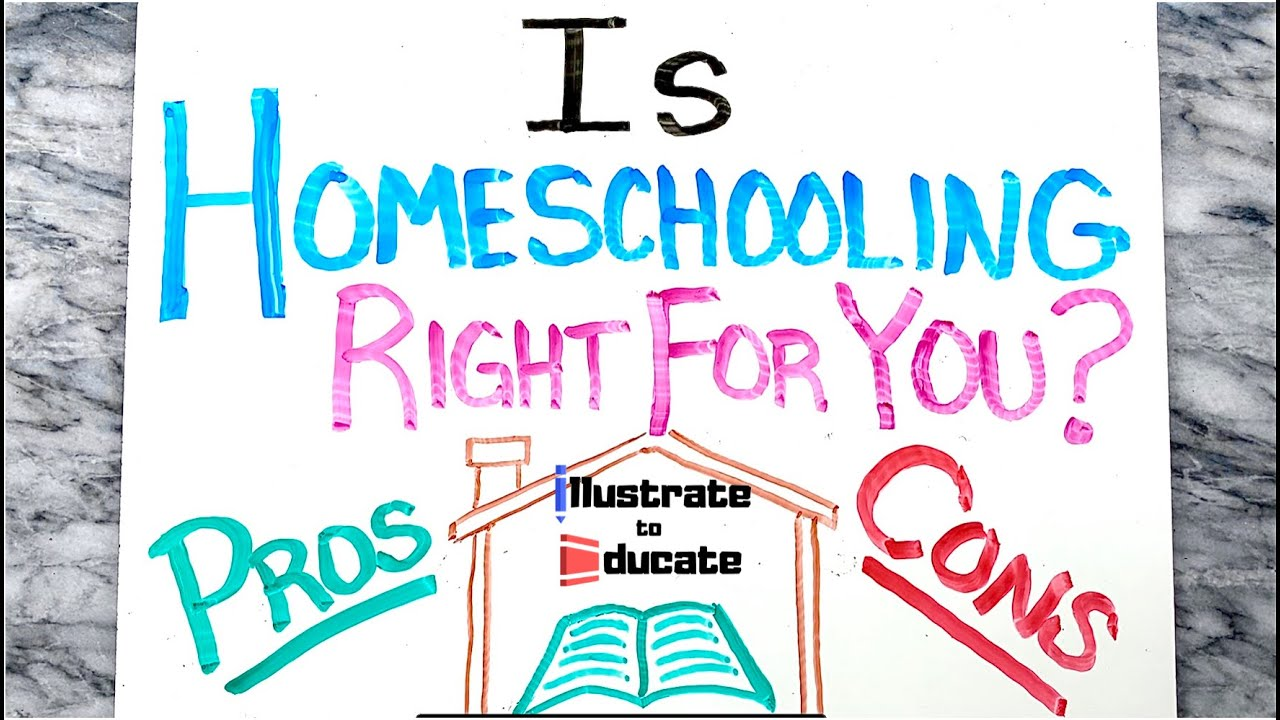 Is
HOMESCHOOLING
RIGHT FOR YOU?
PROS
CONS
Illustrate
to
Educate